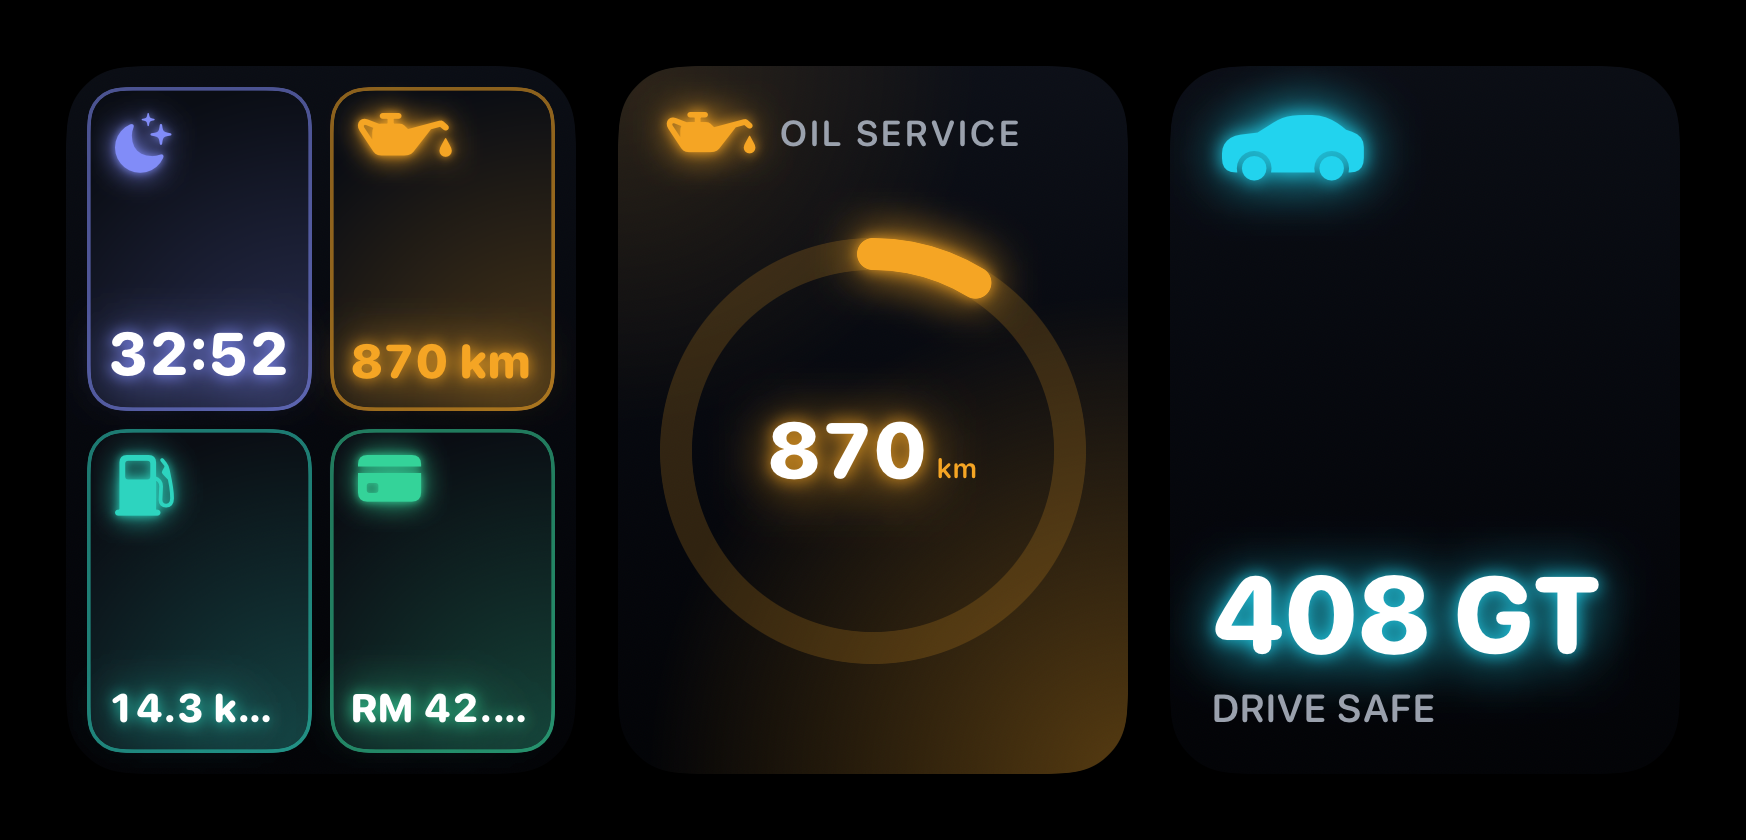 32:52
870 km
14.3 k...
RM 42....
OIL SERVICE
870 km
408 GT
DRIVE SAFE